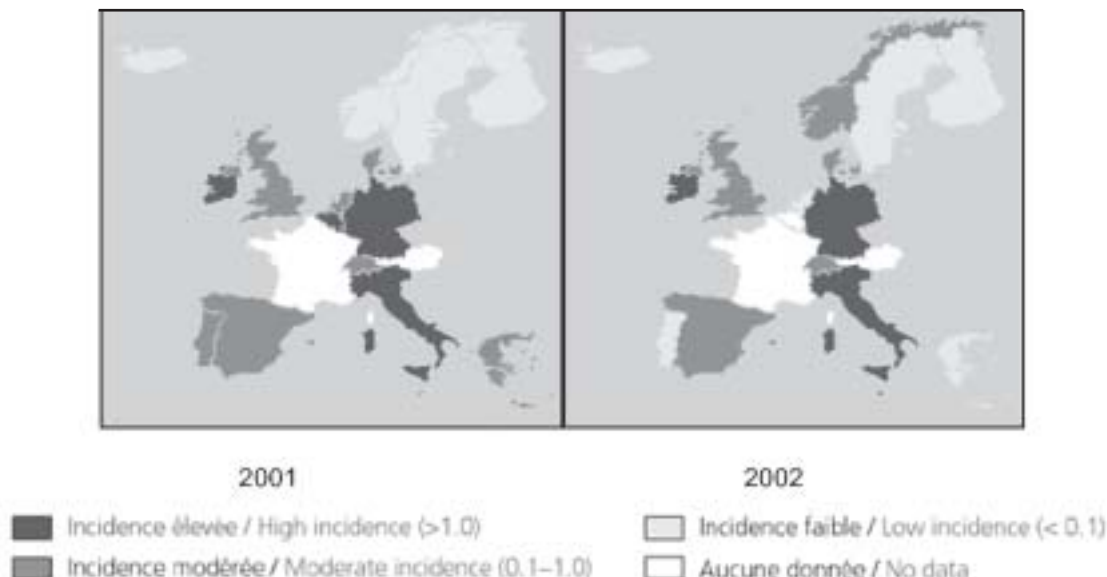 2001 2002
Incidence élevée / High incidence (>1.0) Incidence faible / Low incidence (< 0.1)
Incidence modérée / Moderate incidence (0.1–1.0) Aucune donnée / No data